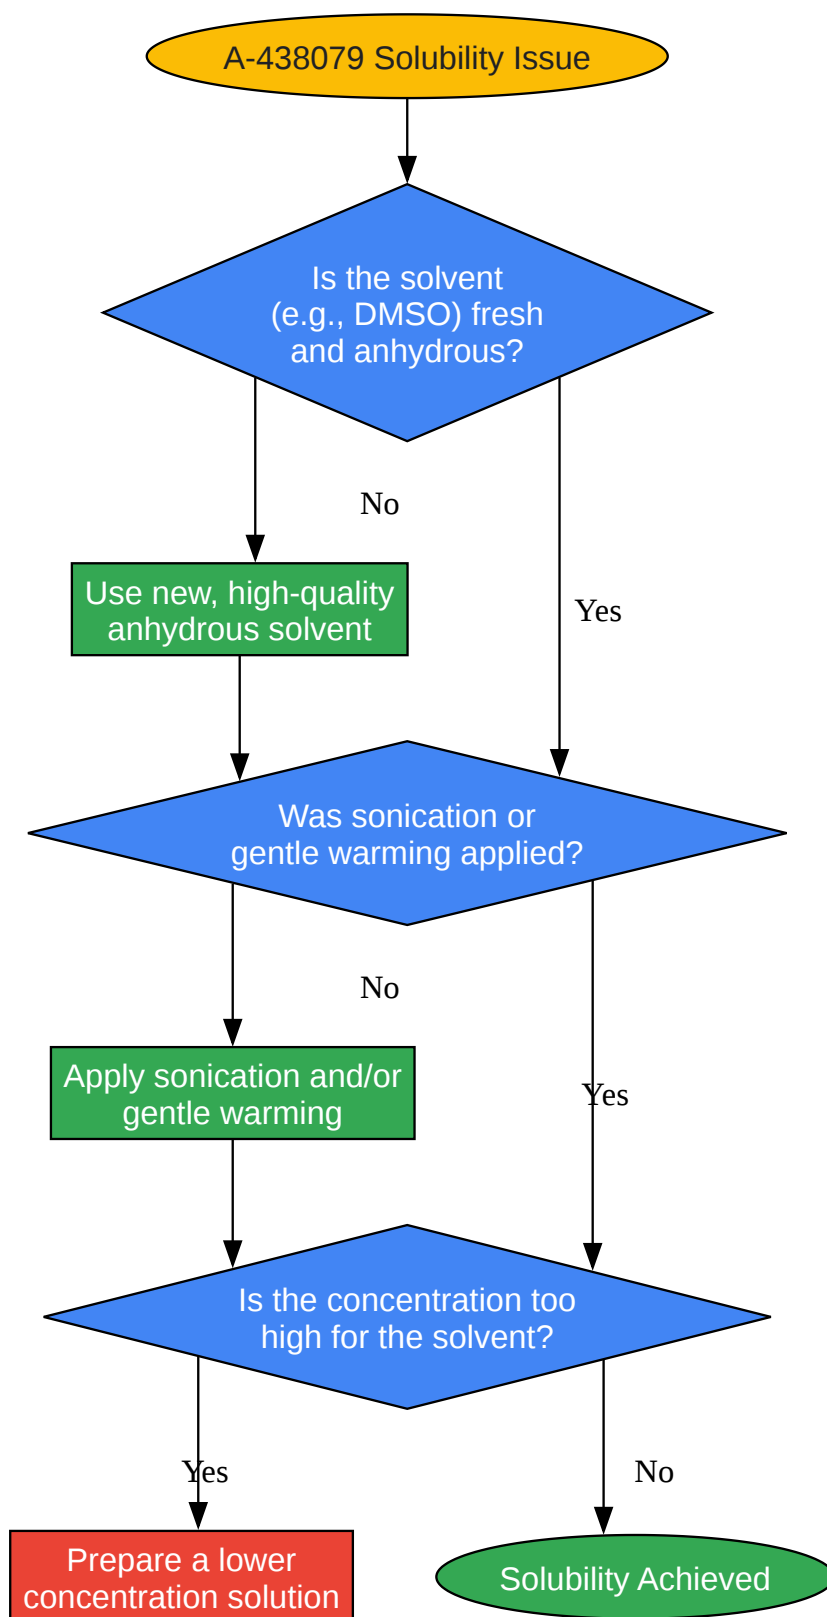 A-438079 Solubility Issue
Is the solvent
(e.g., DMSO) fresh
and anhydrous?
No
Use new, high-quality
anhydrous solvent
Yes
Was sonication or
gentle warming applied?
No
Apply sonication and/or
gentle warming
Yes
Is the concentration too
high for the solvent?
Yes
No
Prepare a lower
concentration solution
Solubility Achieved